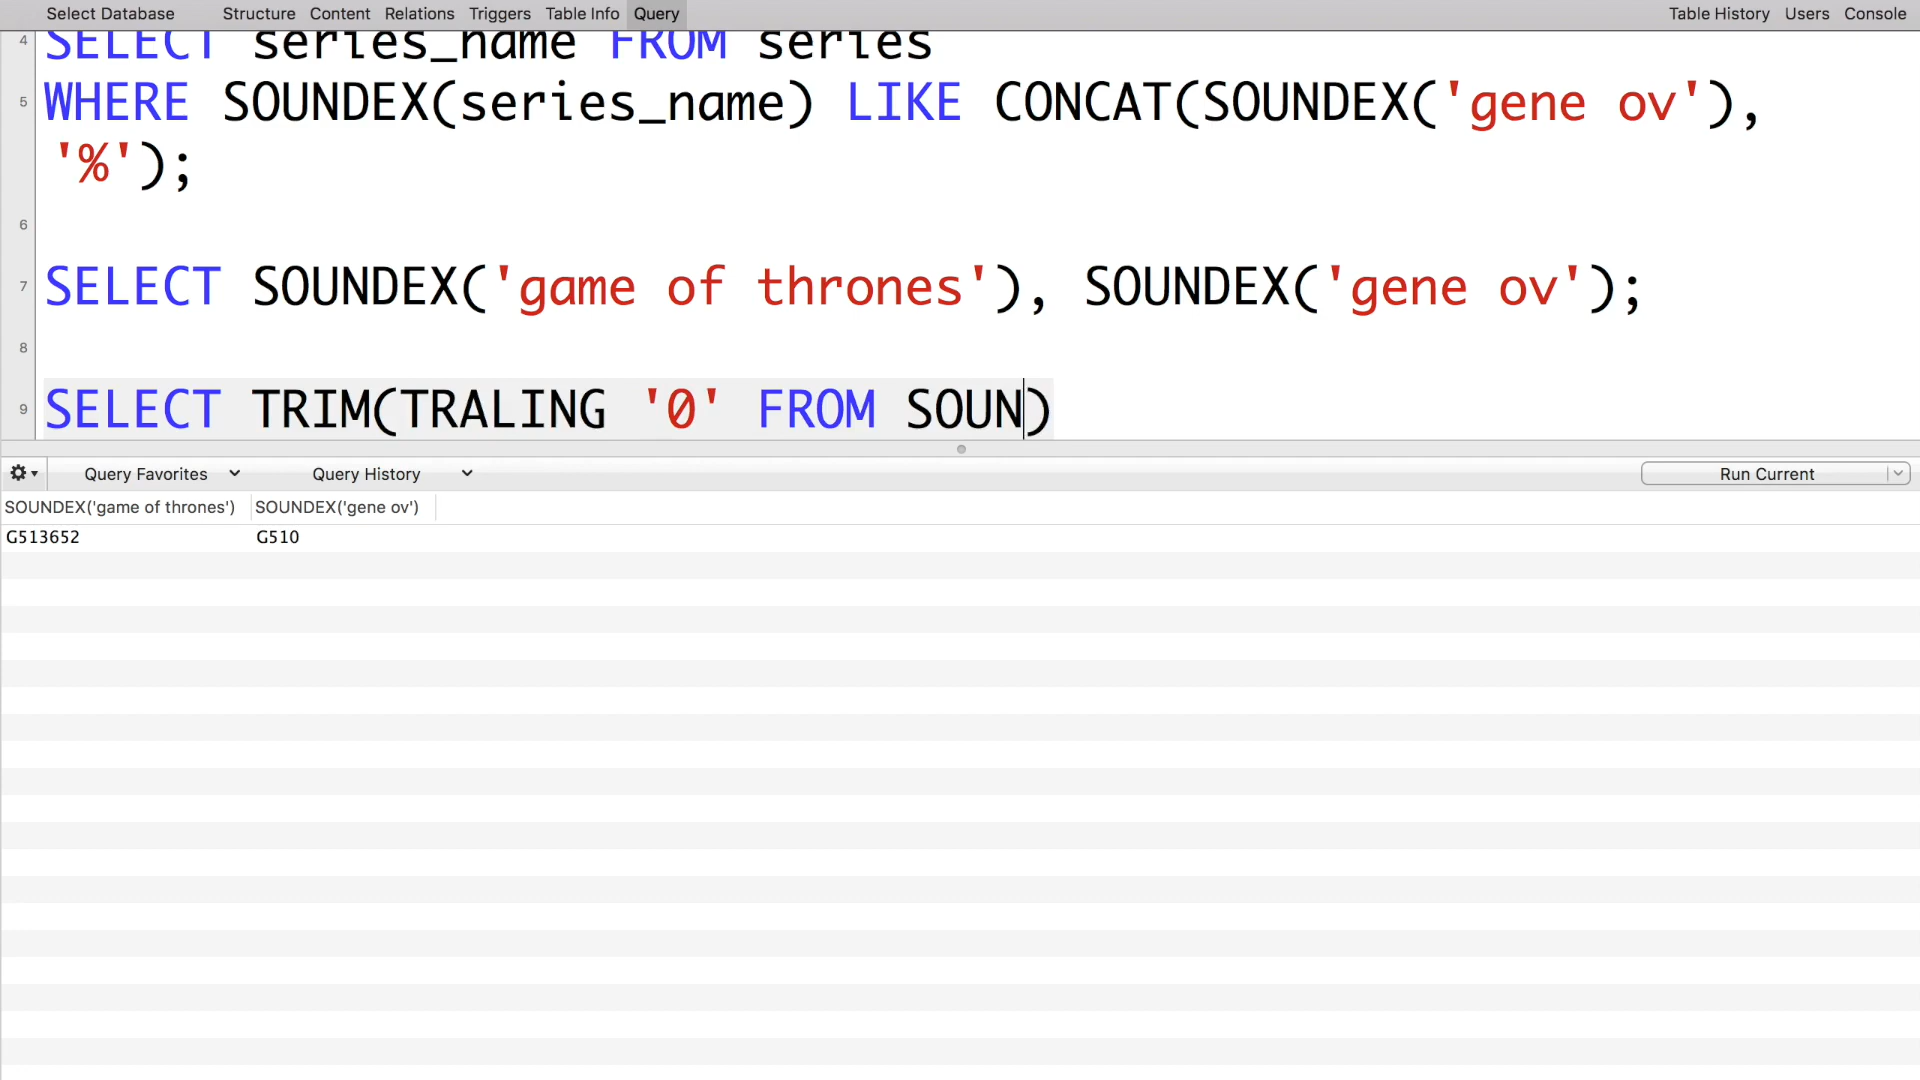 Select Database Structure Content Relations Triggers Table Info Query Table History Users Console
4 SELECT series_name FROM series
5 WHERE SOUNDEX(series_name) LIKE CONCAT(SOUNDEX('gene ov'),
'%');
6
7 SELECT SOUNDEX('game of thrones'), SOUNDEX('gene ov');
8
9 SELECT TRIM(TRALING '0' FROM SOUN)
Query Favorites Query History Run Current
SOUNDEX('game of thrones') SOUNDEX('gene ov')
G513652 G510